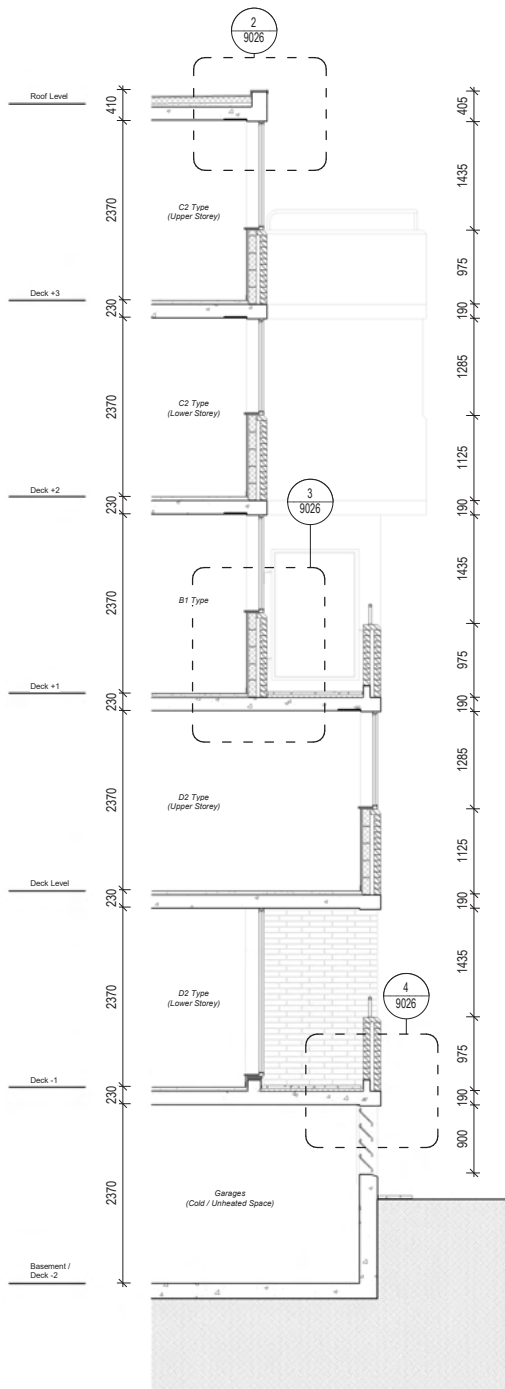 2
9026
Roof Level
410
405
2370
1435
C2 Type
(Upper Storey)
975
Deck +3
230
190
2370
1285
C2 Type
(Lower Storey)
1125
Deck +2
230
190
3
9026
2370
1435
B1 Type
975
Deck +1
230
190
2370
1285
D2 Type
(Upper Storey)
1125
Deck Level
230
190
2370
1435
D2 Type
(Lower Storey)
4
9026
975
Deck -1
230
190
2370
900
Garages
(Cold / Unheated Space)
Basement /
Deck -2